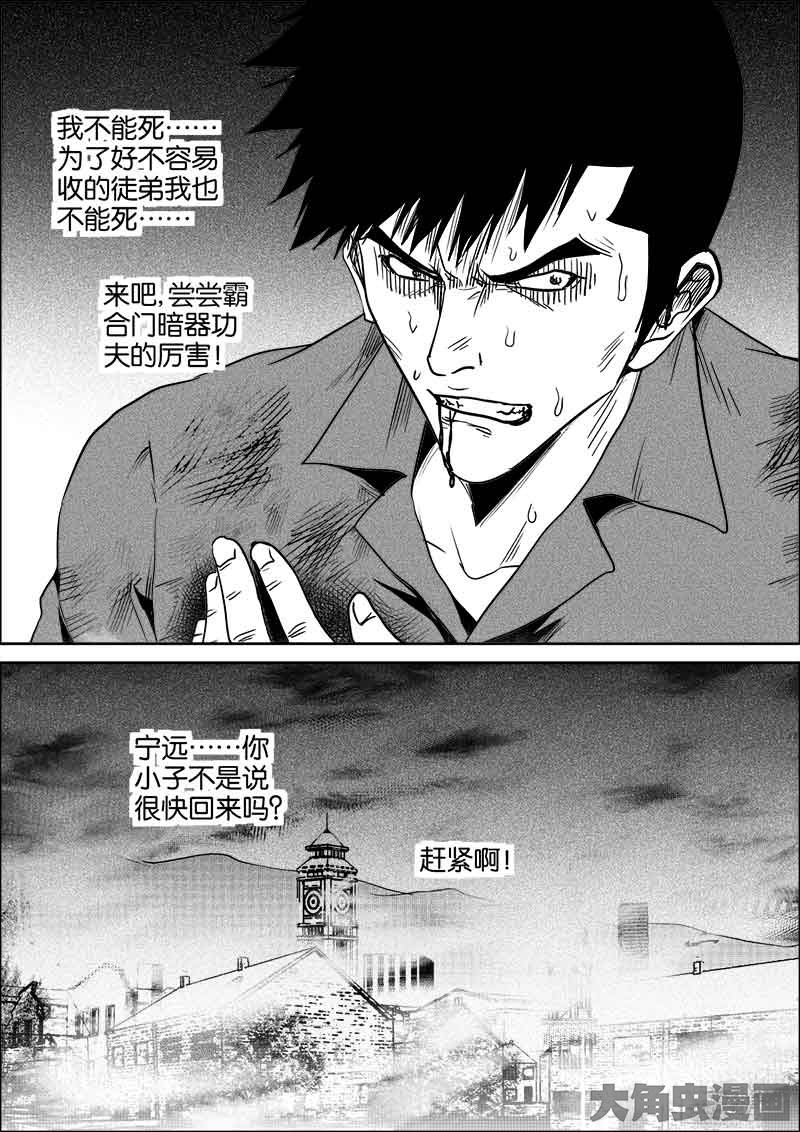 我不能死……
为了好不容易
收的徒弟我也
不能死……
来吧,尝尝霸
合门暗器功
夫的厉害!
宁远……你
小子不是说
很快回来吗?
赶紧啊!
大角虫漫画